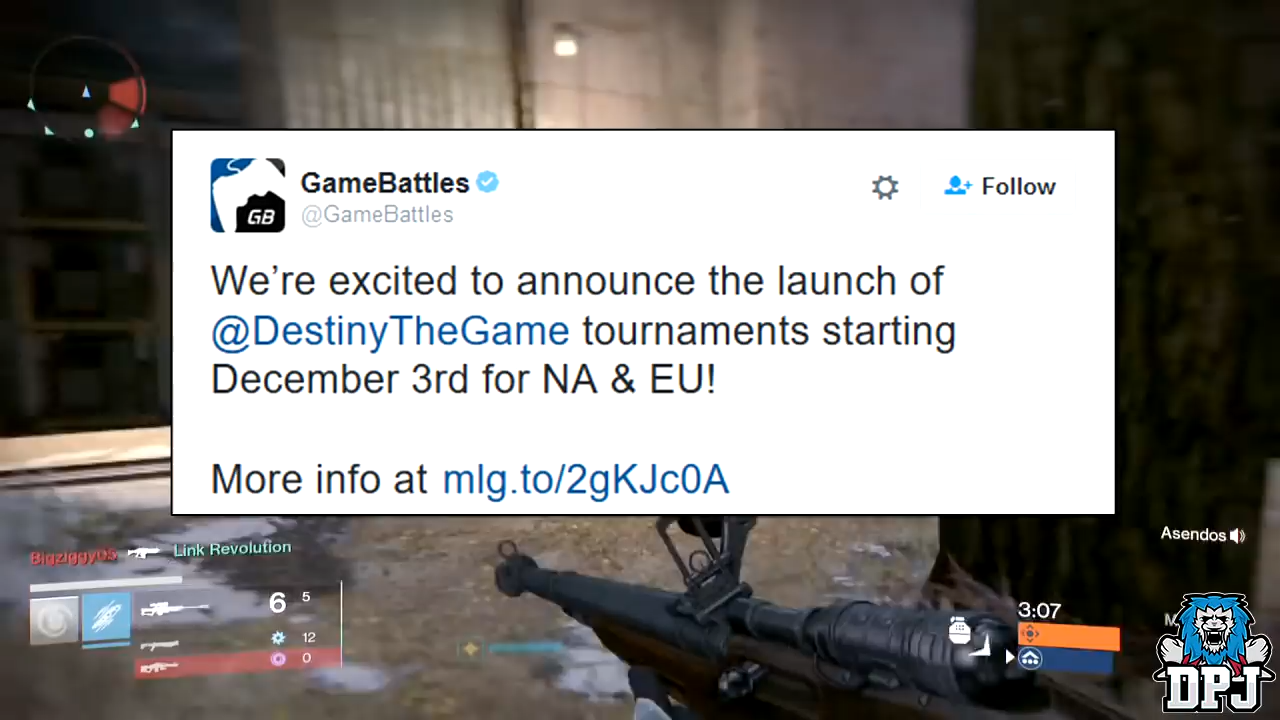 GameBattles
@GameBattles
Follow
We're excited to announce the launch of
@DestinyTheGame tournaments starting
December 3rd for NA & EU!
More info at mlg.to/2gKJc0A
GB
Bigziggy05
Link Revolution
6 5
12
0
Asendos
3:07
DPJ